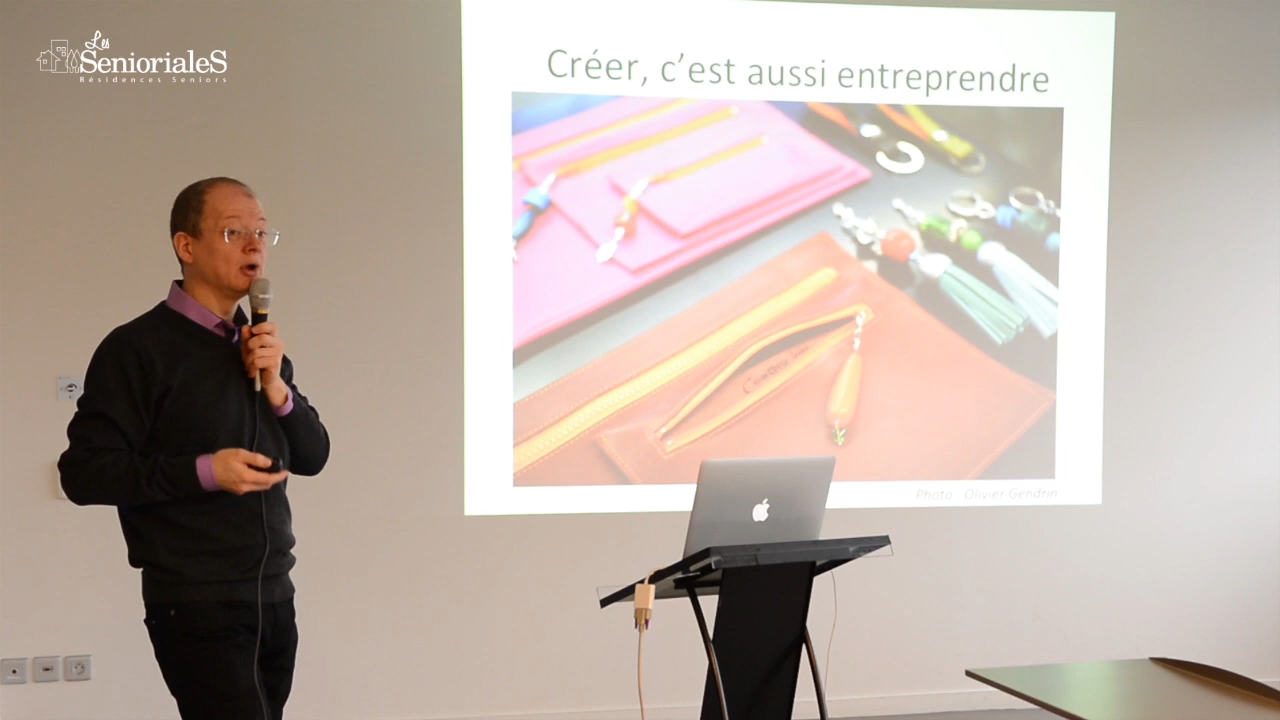 Les
SeniorialeS
Résidences Seniors
Créer, c’est aussi entreprendre
Photo : Olivier Gendrin